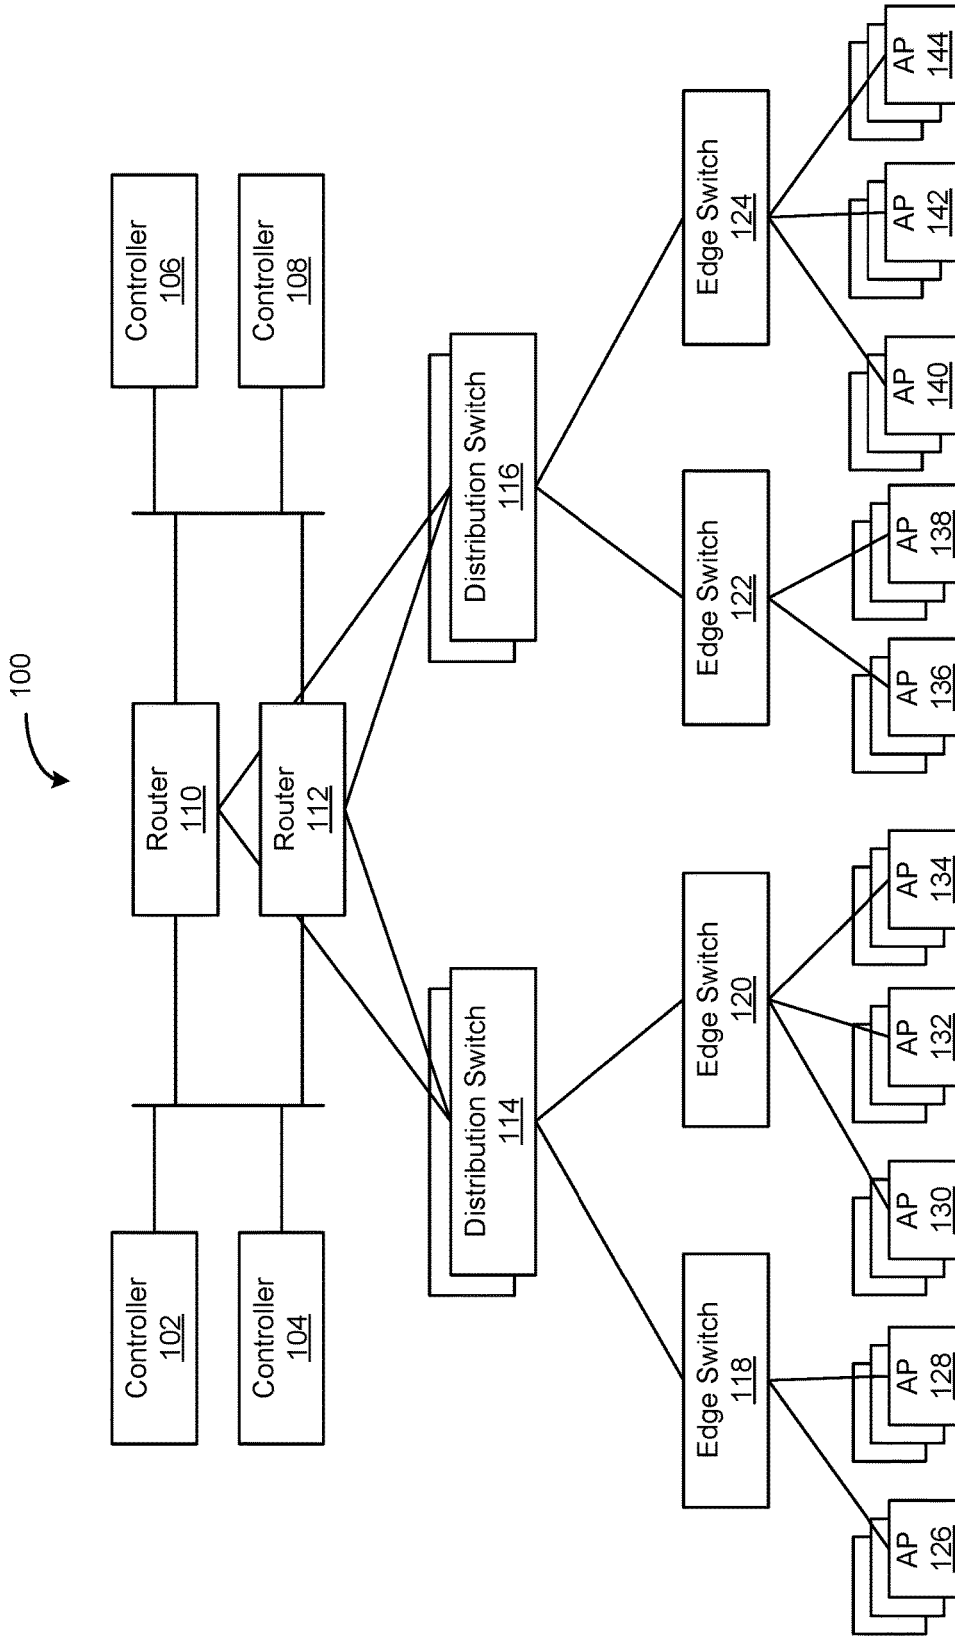 100
Controller
102
Controller
104
Router
110
Router
112
Controller
106
Controller
108
Distribution Switch
114
Distribution Switch
116
Edge Switch
118
Edge Switch
120
Edge Switch
122
Edge Switch
124
AP
126
AP
128
AP
130
AP
132
AP
134
AP
136
AP
138
AP
140
AP
142
AP
144